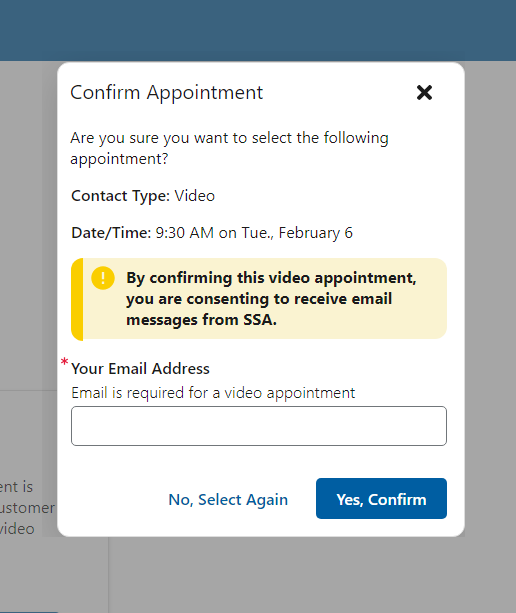 Confirm Appointment
Are you sure you want to select the following
appointment?
Contact Type: Video
Date/Time: 9:30 AM on Tue., February 6
By confirming this video appointment,
you are consenting to receive email
messages from SSA.
* Your Email Address
Email is required for a video appointment
No, Select Again
Yes, Confirm
ent is
ustomer
video